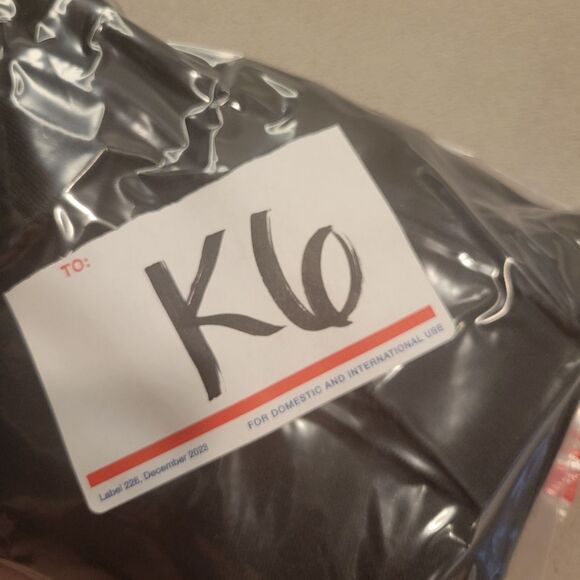 TO:
K6
FOR DOMESTIC AND INTERNATIONAL USE
Label 228, December 2023